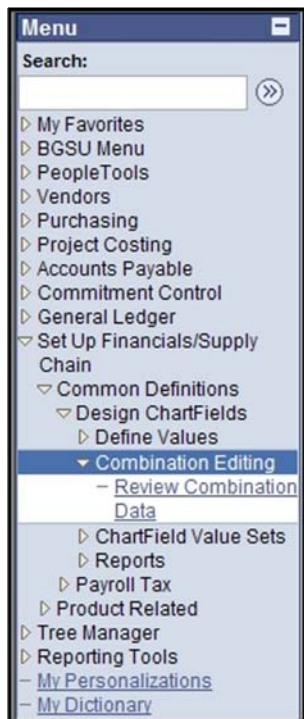 Menu
Search:
My Favorites
BGSU Menu
PeopleTools
Vendors
Purchasing
Project Costing
Accounts Payable
Commitment Control
General Ledger
Set Up Financials/Supply
Chain
Common Definitions
Design ChartFields
Define Values
Combination Editing
Review Combination
Data
ChartField Value Sets
Reports
Payroll Tax
Product Related
Tree Manager
Reporting Tools
My Personalizations
My Dictionary